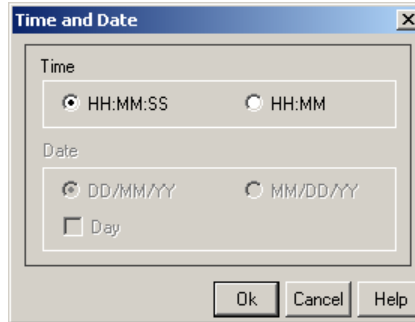 Time and Date
Time
HH:MM:SS HH:MM
Date
DD/MM/YY MM/DD/YY
Day
Ok Cancel Help